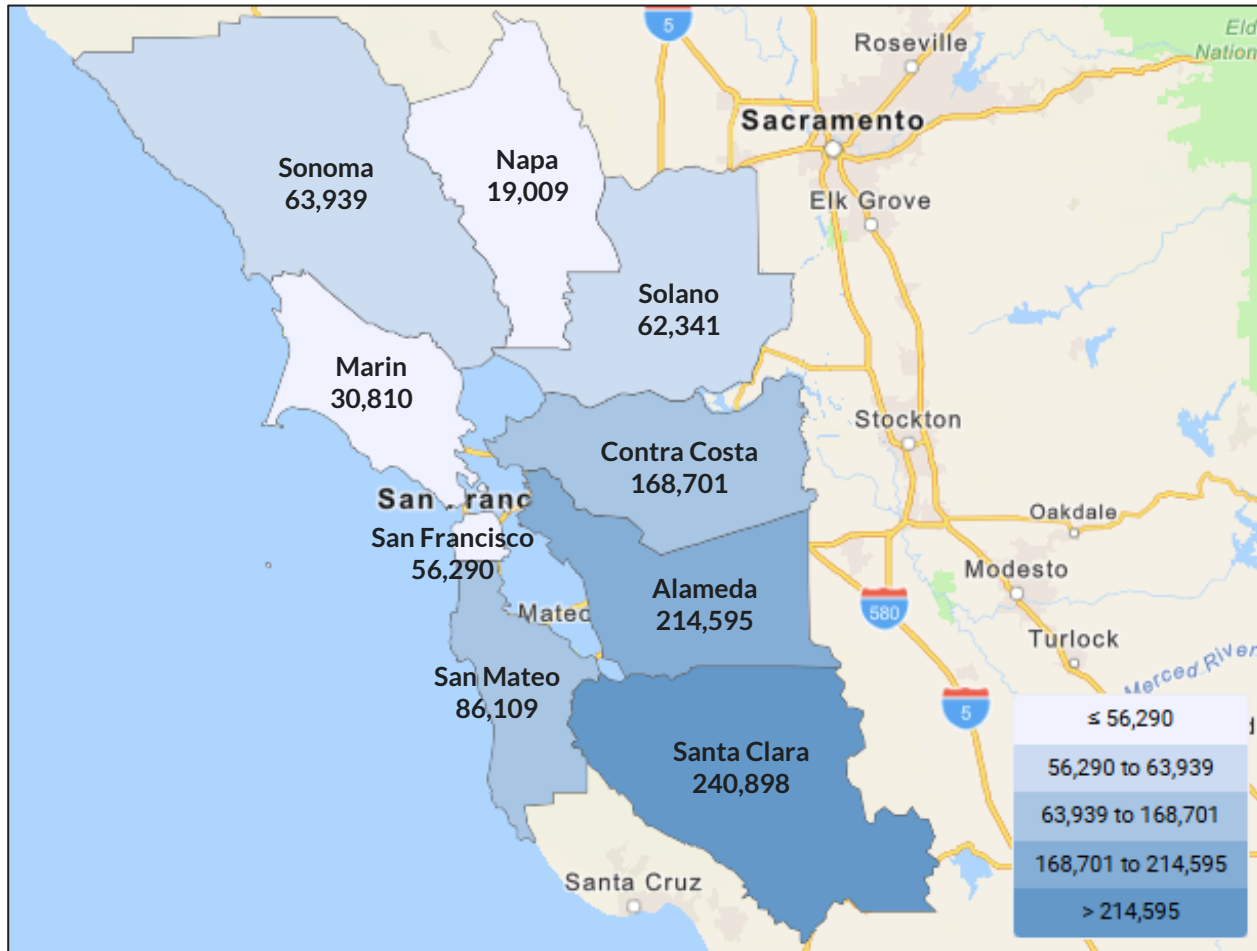 5
Roseville
Eld
Nation
Sacramento
Sonoma
63,939
Napa
19,009
Elk Grove
Solano
62,341
Marin
30,810
Stockton
Contra Costa
168,701
San Franc
Oakdale
San Francisco
56,290
Modesto
Alameda
214,595
580
Mateo
Turlock
San Mateo
86,109
Merced River
5
Santa Clara
240,898
Santa Cruz
≤ 56,290
56,290 to 63,939
63,939 to 168,701
168,701 to 214,595
> 214,595